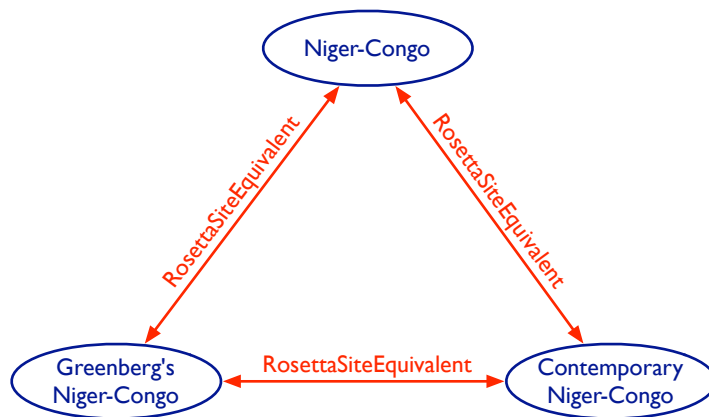 Niger-Congo
RosettaSiteEquivalent
RosettaSiteEquivalent
Greenberg's
Niger-Congo
RosettaSiteEquivalent
Contemporary
Niger-Congo